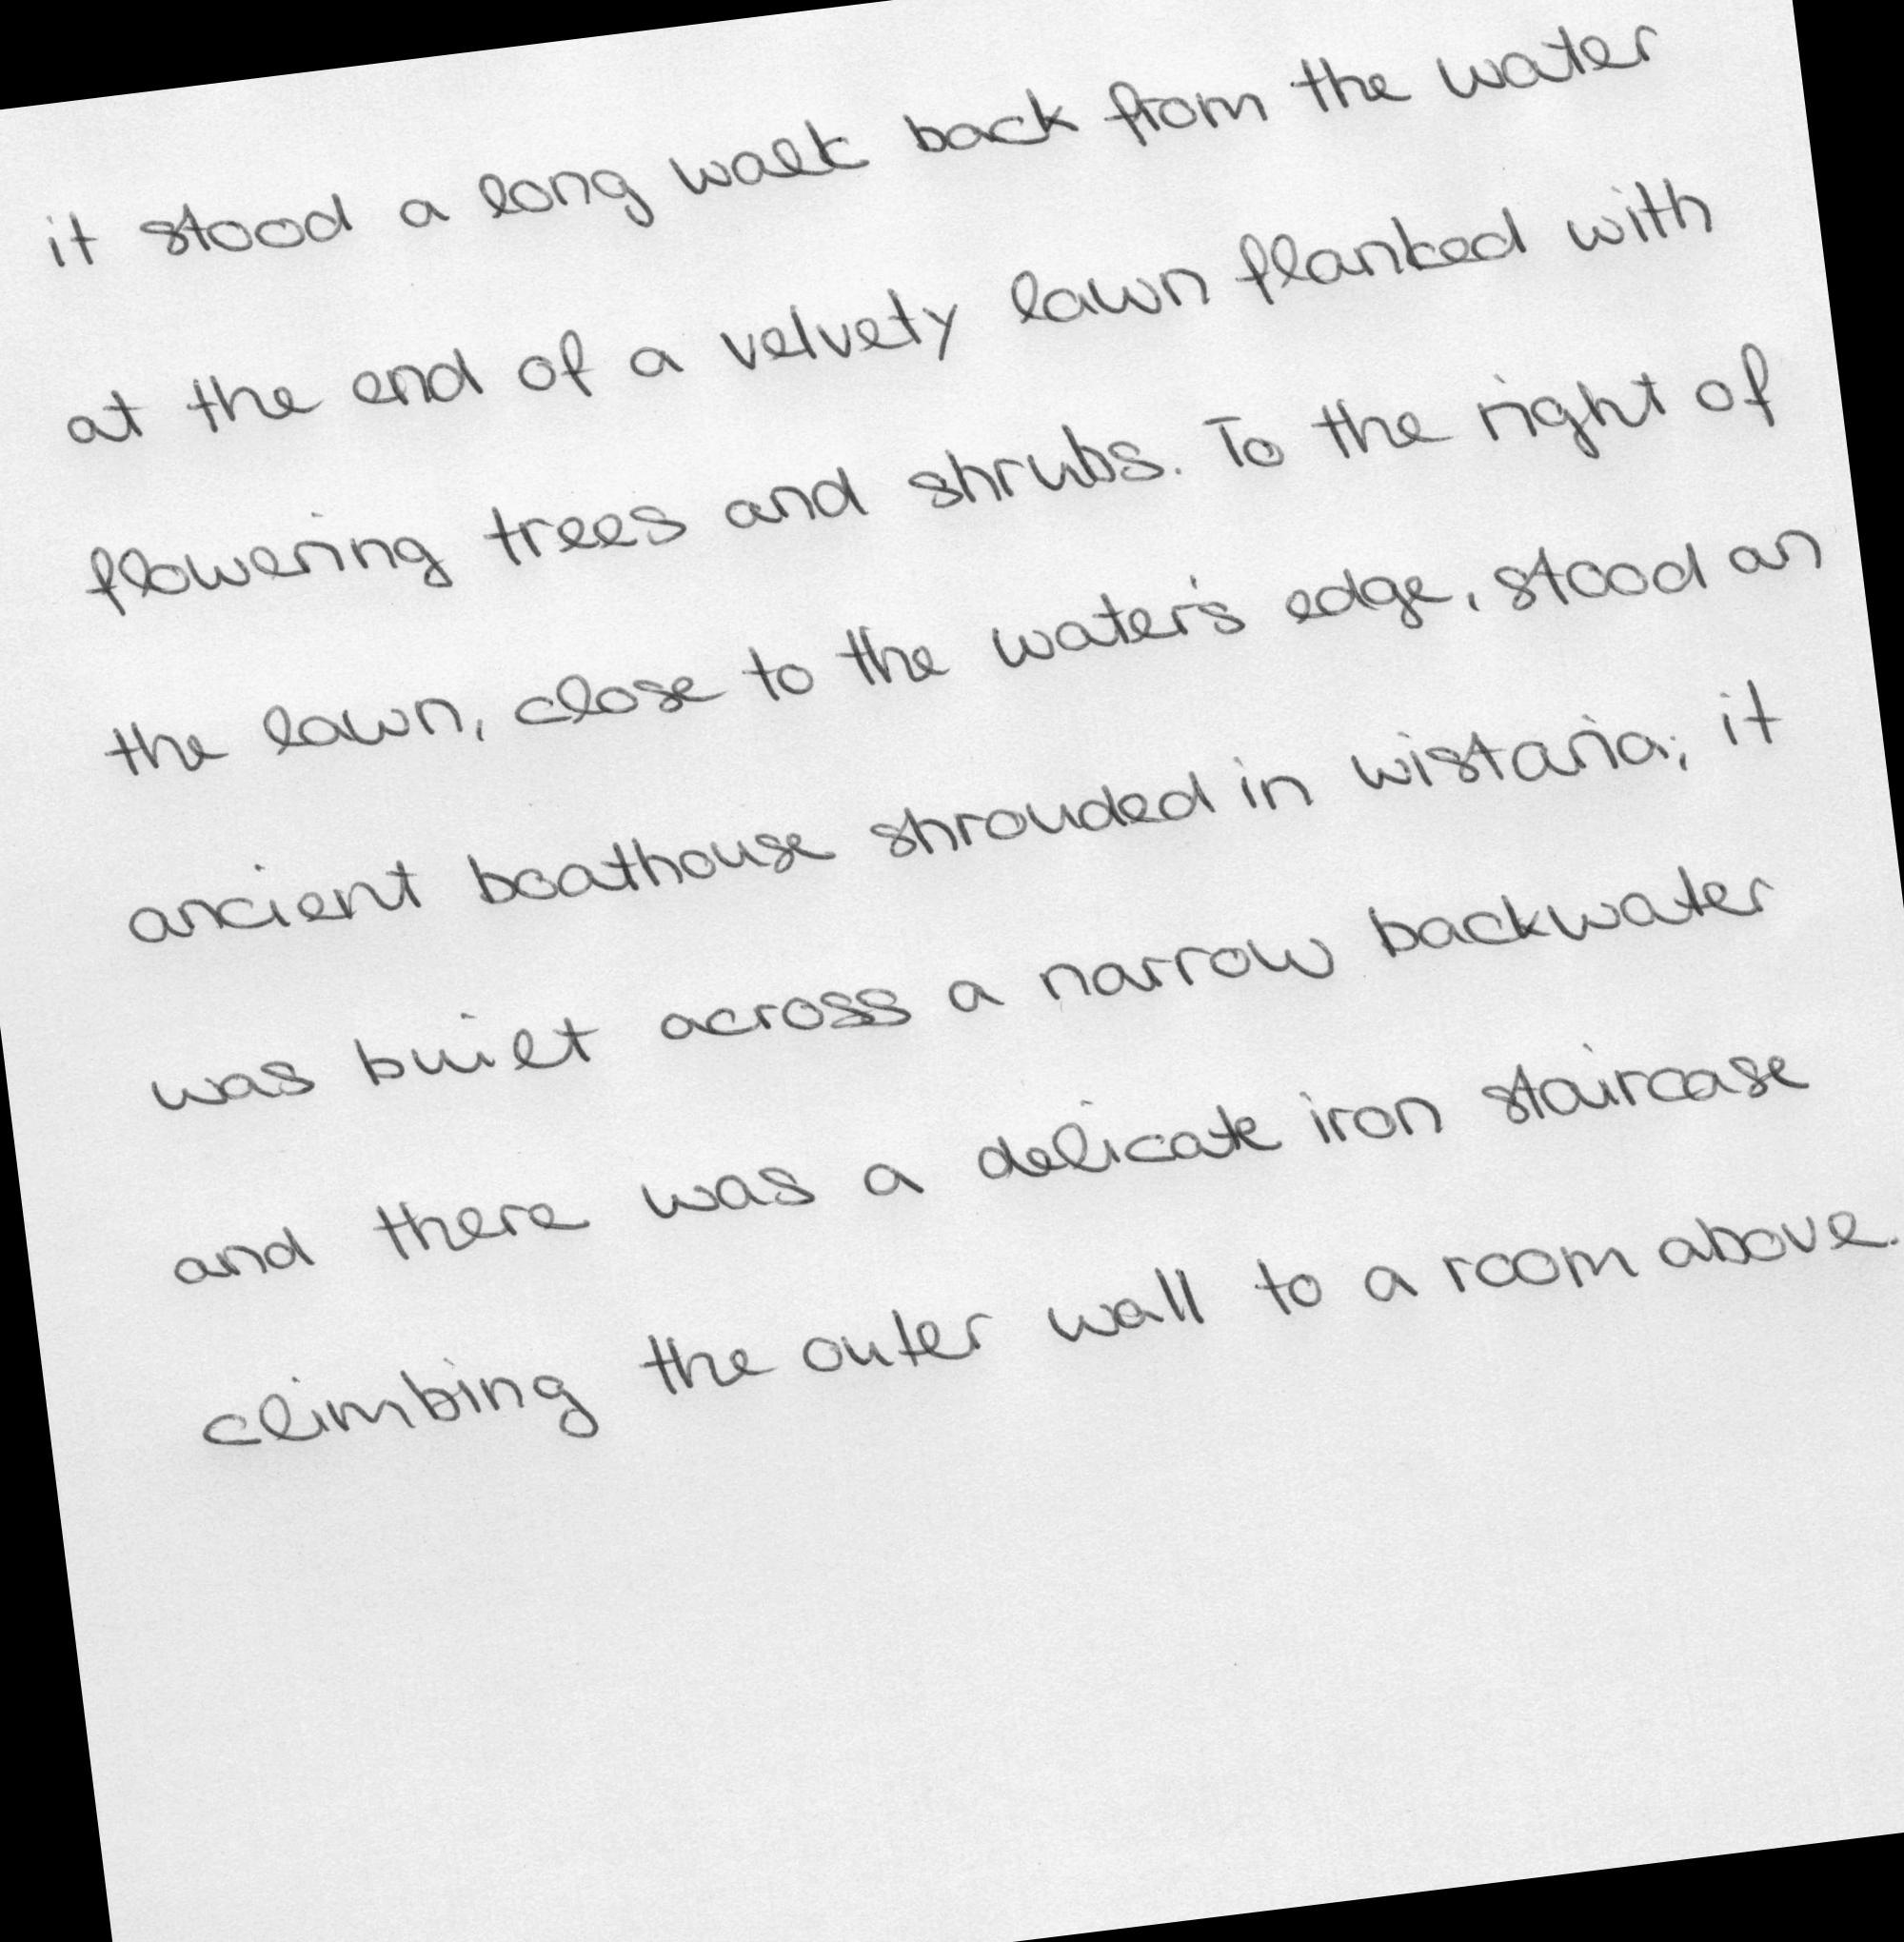 it stood a long walk back from the water
at the end of a velvety lawn flanked with
flowering trees and shrubs. To the right of
the lawn, close to the water's edge, stood an
ancient boathouse shrouded in wistaria; it
was built across a narrow backwater
and there was a delicate iron staircase
climbing the outer wall to a room above.